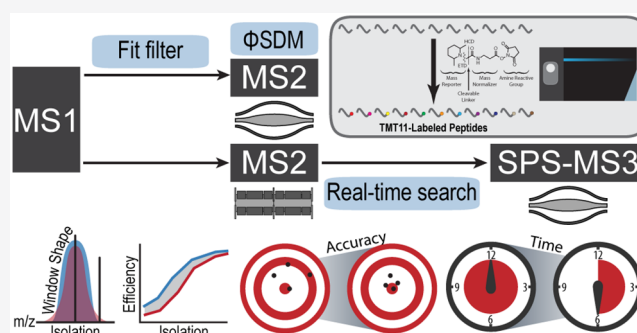 Fit filter
ΦSDM
MS1
MS2
MS2
SPS-MS3
Real-time search
HCD
ETD
Mass
Reporter
Cleavable
Linker
Mass
Normalizer
Amine Reactive
Group
TMT11-Labeled Peptides
Window Shape
m/z
Isolation
Efficiency
Isolation
Accuracy
Time
12
9
3
6
12
9
3
6